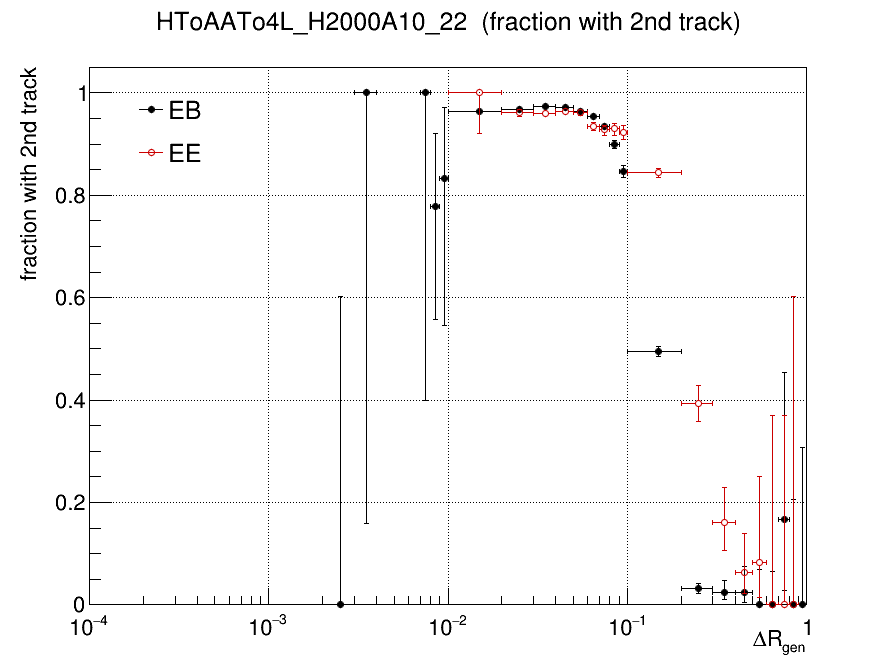 HToAATo4L_H2000A10_22 (fraction with 2nd track)
fraction with 2nd track
EB
EE
1
0.8
0.6
0.4
0.2
0
10⁻⁴ 10⁻³ 10⁻² 10⁻¹ 1
ΔR_gen